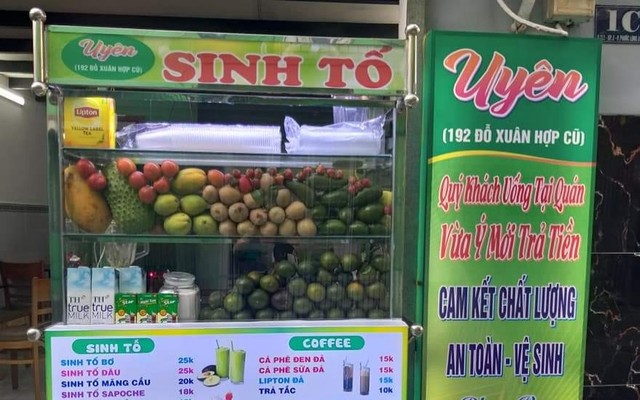 Uyên
(192 ĐỖ XUÂN HỢP CŨ)
SINH TỐ
Lipton
YELLOW LABEL
TEA
TH
true
MILK
TH
true
MILK
SINH TỐ
SINH TỐ BƠ 25k
SINH TỐ DÂU 25k
SINH TỐ MÃNG CẦU 20k
SINH TỐ SAPOCHE 18k
COFFEE
CÀ PHÊ ĐEN ĐÁ 15k
CÀ PHÊ SỮA ĐÁ 15k
LIPTON ĐÁ 15k
TRÀ TẮC 10k
Uyên
(192 ĐỖ XUÂN HỢP CŨ)
Quý Khách Uống Tại Quán
Vừa Ý Mới Trả Tiền
CAM KẾT CHẤT LƯỢNG
AN TOÀN - VỆ SINH